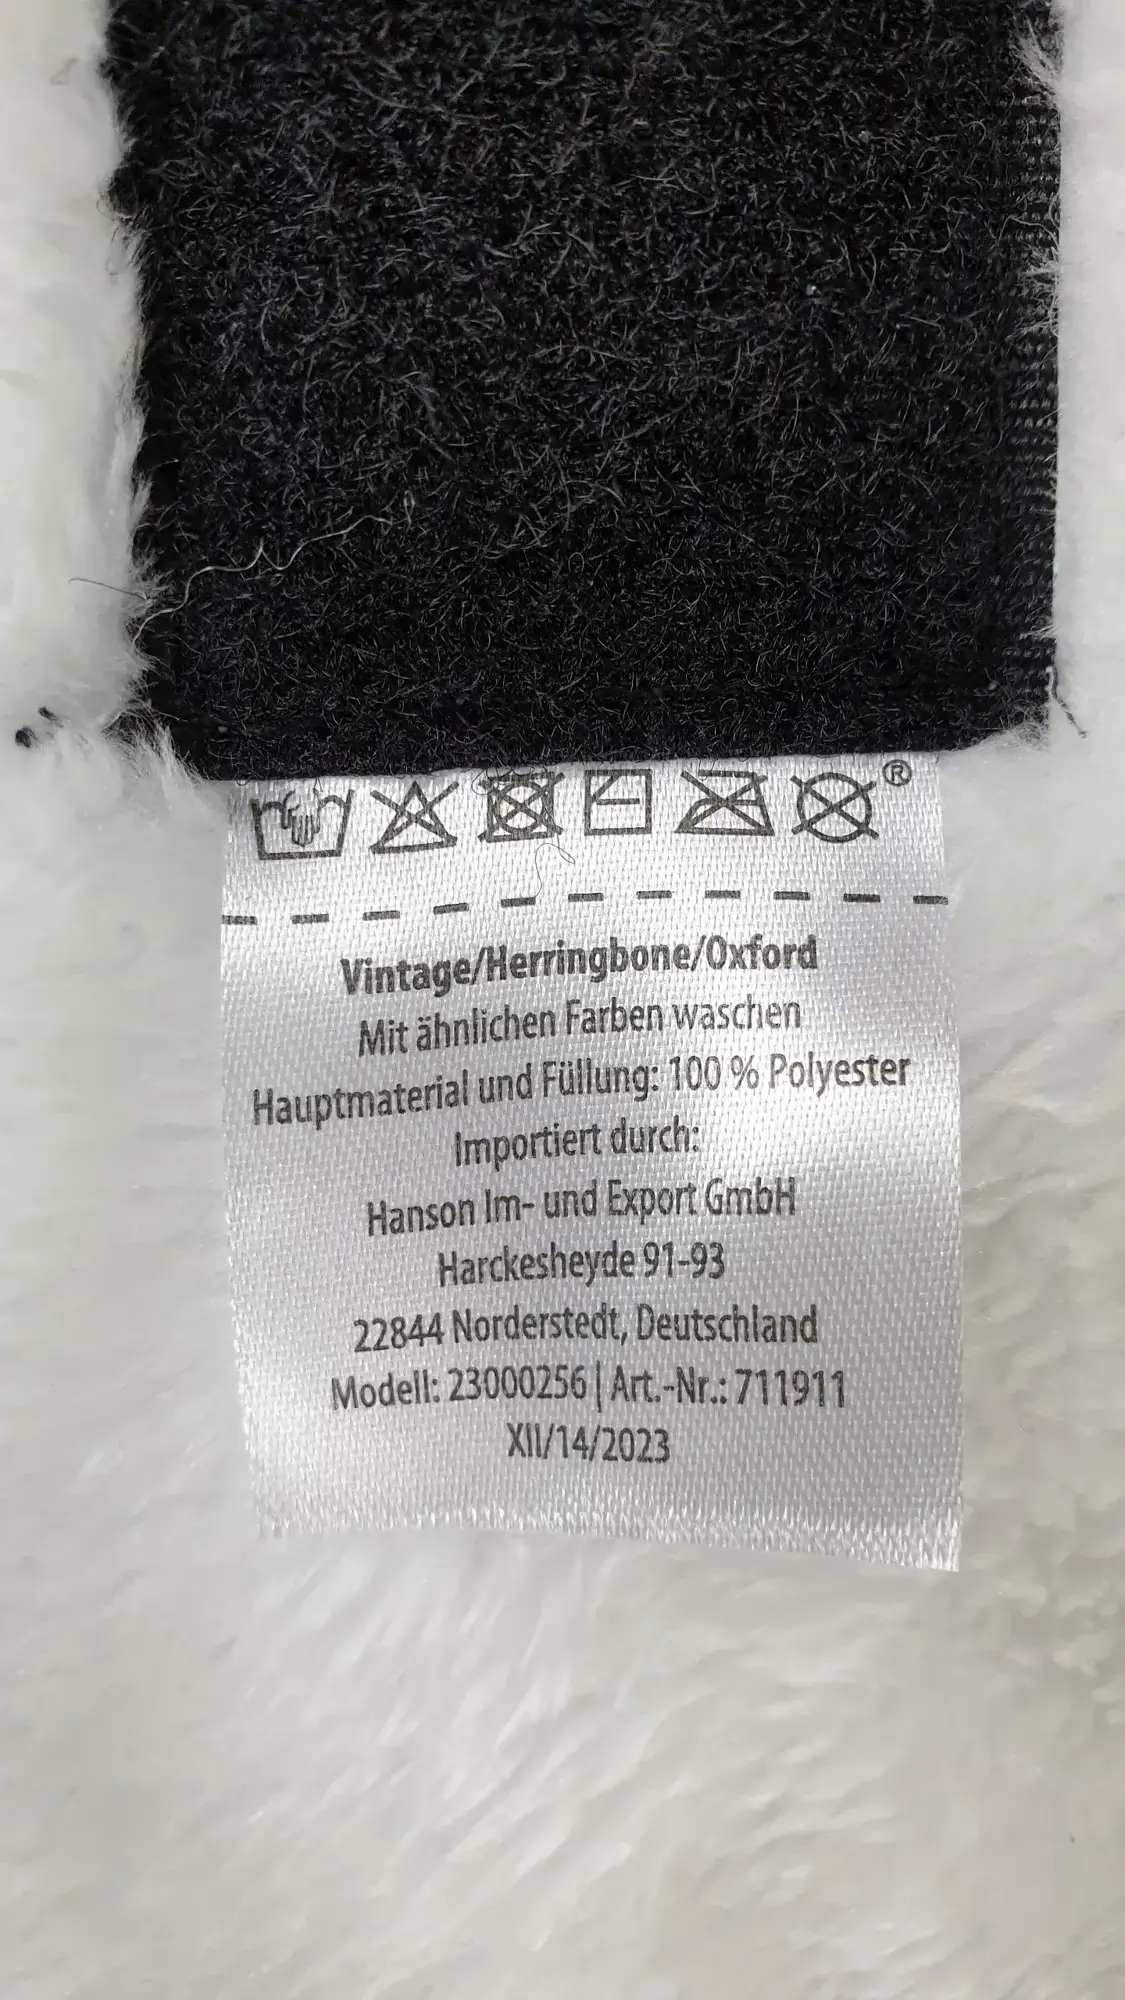 ®
Vintage/Herringbone/Oxford
Mit ähnlichen Farben waschen
Hauptmaterial und Füllung: 100 % Polyester
Importiert durch:
Hanson Im- und Export GmbH
Harckesheyde 91-93
22844 Norderstedt, Deutschland
Modell: 23000256 | Art.-Nr.: 711911
XII/14/2023